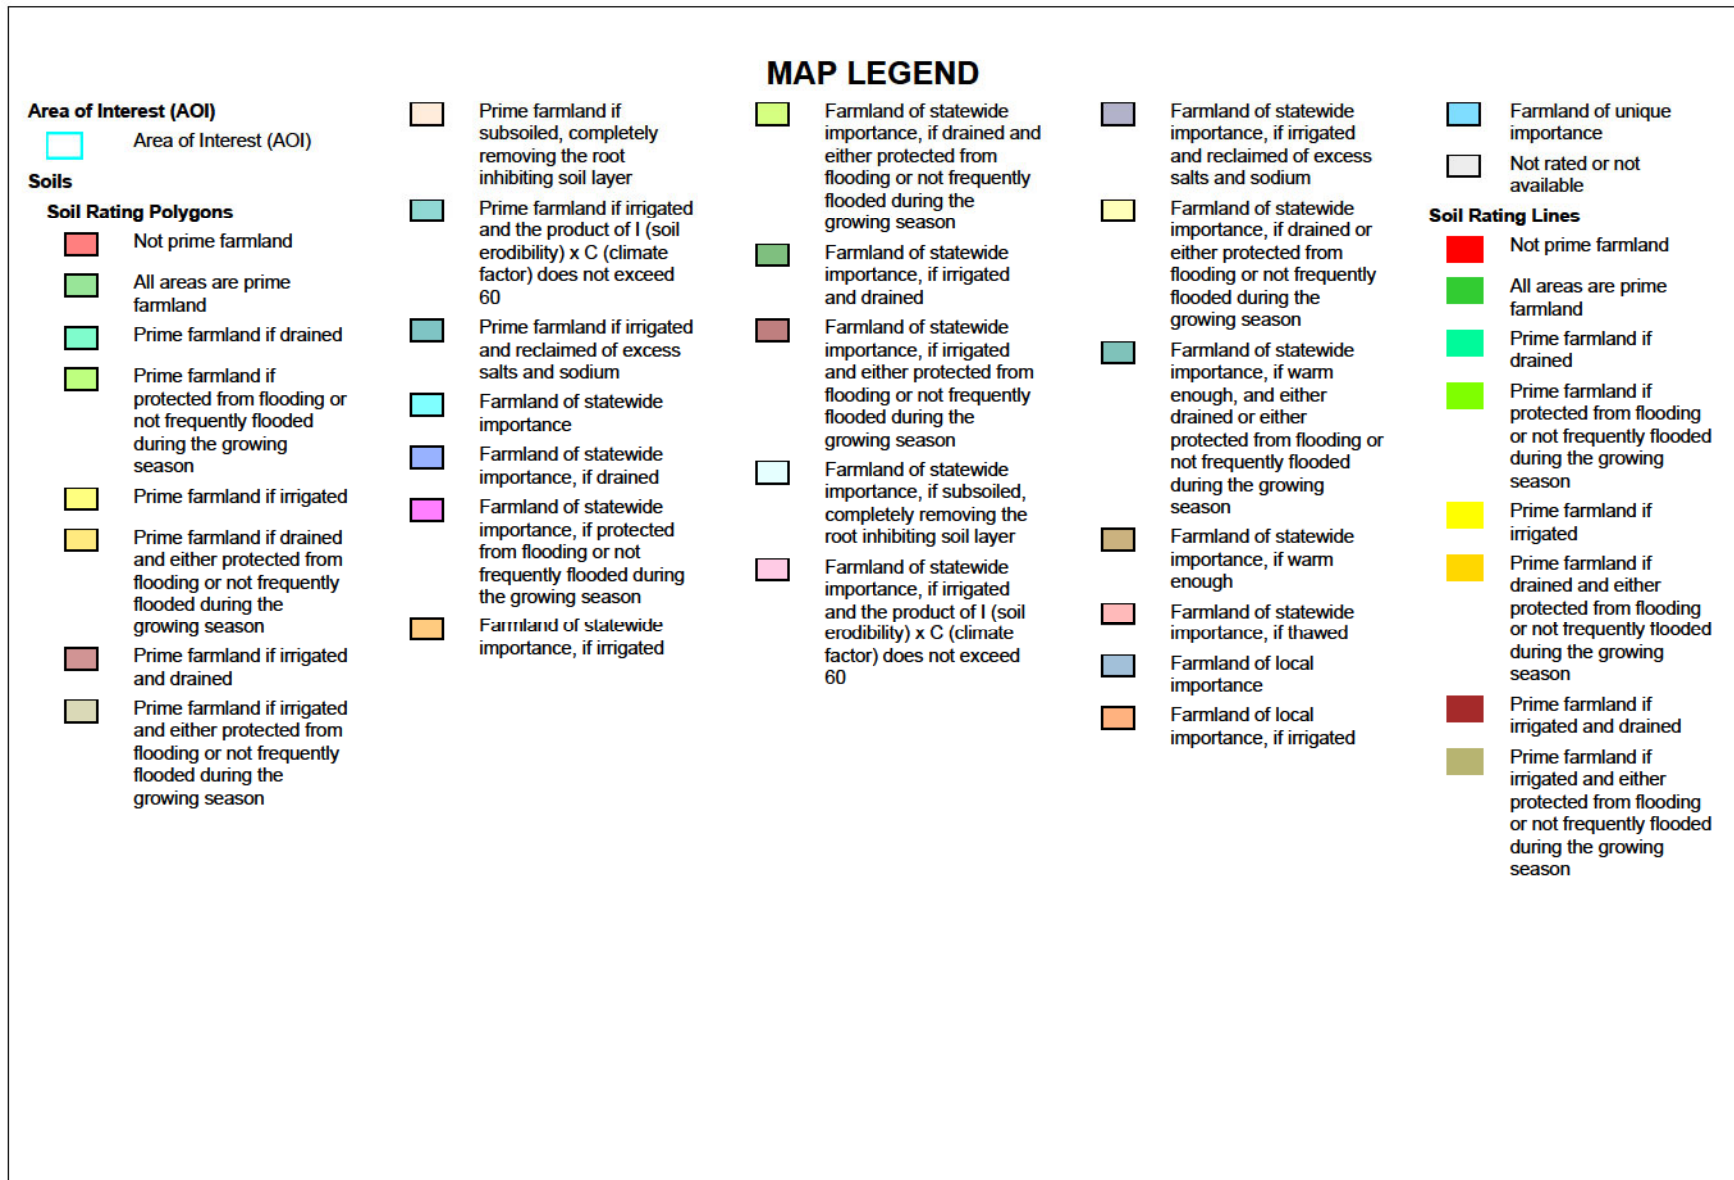 MAP LEGEND
Area of Interest (AOI)
Area of Interest (AOI)
Soils
Soil Rating Polygons
Not prime farmland
All areas are prime
farmland
Prime farmland if drained
Prime farmland if
protected from flooding or
not frequently flooded
during the growing
season
Prime farmland if irrigated
Prime farmland if drained
and either protected from
flooding or not frequently
flooded during the
growing season
Prime farmland if irrigated
and drained
Prime farmland if irrigated
and either protected from
flooding or not frequently
flooded during the
growing season
Prime farmland if
subsoiled, completely
removing the root
inhibiting soil layer
Prime farmland if irrigated
and the product of I (soil
erodibility) x C (climate
factor) does not exceed
60
Prime farmland if irrigated
and reclaimed of excess
salts and sodium
Farmland of statewide
importance
Farmland of statewide
importance, if drained
Farmland of statewide
importance, if protected
from flooding or not
frequently flooded during
the growing season
Farmland of statewide
importance, if irrigated
Farmland of statewide
importance, if drained and
either protected from
flooding or not frequently
flooded during the
growing season
Farmland of statewide
importance, if irrigated
and drained
Farmland of statewide
importance, if irrigated
and either protected from
flooding or not frequently
flooded during the
growing season
Farmland of statewide
importance, if subsoiled,
completely removing the
root inhibiting soil layer
Farmland of statewide
importance, if irrigated
and the product of I (soil
erodibility) x C (climate
factor) does not exceed
60
Farmland of statewide
importance, if irrigated
and reclaimed of excess
salts and sodium
Farmland of statewide
importance, if drained or
either protected from
flooding or not frequently
flooded during the
growing season
Farmland of statewide
importance, if warm
enough, and either
drained or either
protected from flooding or
not frequently flooded
during the growing
season
Farmland of statewide
importance, if warm
enough
Farmland of statewide
importance, if thawed
Farmland of local
importance
Farmland of local
importance, if irrigated
Farmland of unique
importance
Not rated or not
available
Soil Rating Lines
Not prime farmland
All areas are prime
farmland
Prime farmland if
drained
Prime farmland if
protected from flooding
or not frequently flooded
during the growing
season
Prime farmland if
irrigated
Prime farmland if
drained and either
protected from flooding
or not frequently flooded
during the growing
season
Prime farmland if
irrigated and drained
Prime farmland if
irrigated and either
protected from flooding
or not frequently flooded
during the growing
season